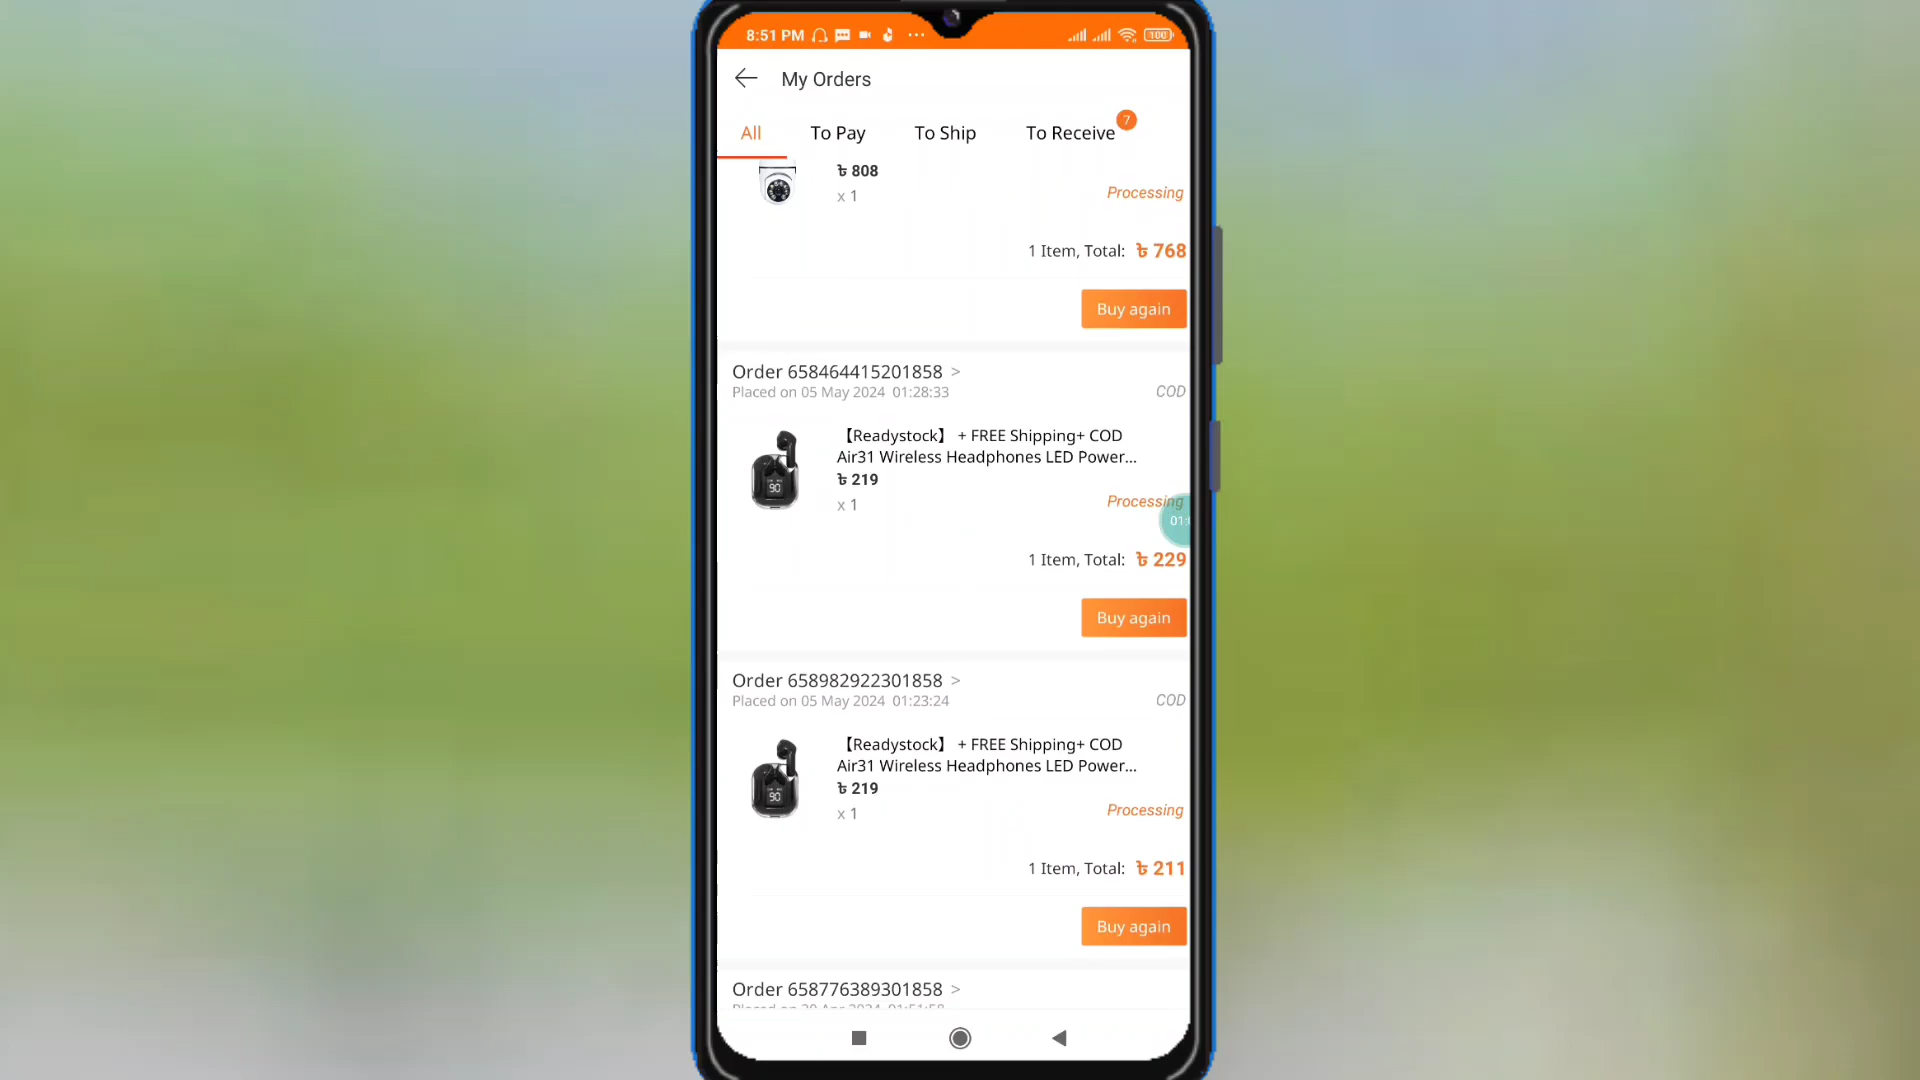 8:51 PM
100
My Orders
7
All
To Pay
To Ship
To Receive
৳ 808
x 1
Processing
1 Item, Total: ৳ 768
Buy again
Order 658464415201858 >
Placed on 05 May 2024 01:28:33
COD
【Readystock】 + FREE Shipping+ COD
Air31 Wireless Headphones LED Power...
৳ 219
x 1
Processing
01:
1 Item, Total: ৳ 229
Buy again
Order 658982922301858 >
Placed on 05 May 2024 01:23:24
COD
【Readystock】 + FREE Shipping+ COD
Air31 Wireless Headphones LED Power...
৳ 219
x 1
Processing
1 Item, Total: ৳ 211
Buy again
Order 658776389301858 >
Placed on